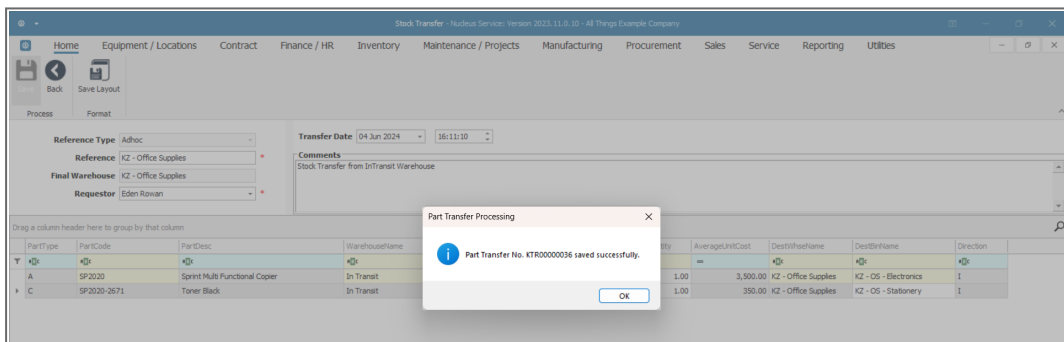 Stock Transfer - Nucleus Service: Version 2023.11.0.10 - All Things Example Company
Home Equipment / Locations Contract Finance / HR Inventory Maintenance / Projects Manufacturing Procurement Sales Service Reporting Utilities
Save Back Save Layout
Process Format
Reference Type Adhoc Transfer Date 04 Jun 2024 16:11:10
Reference KZ - Office Supplies * Comments
Stock Transfer from InTransit Warehouse
Final Warehouse KZ - Office Supplies
Requestor Eden Rowan *
Part Transfer Processing
Part Transfer No. KTR00000036 saved successfully.
OK
Drag a column header here to group by that column
PartType PartCode PartDesc WarehouseName AverageUnitCost DestWhseName DestBinName Direction
=
A SP2020 Sprint Multi Functional Copier In Transit 1.00 3,500.00 KZ - Office Supplies KZ - OS - Electronics I
C SP2020-2671 Toner Black In Transit 1.00 350.00 KZ - Office Supplies KZ - OS - Stationery I